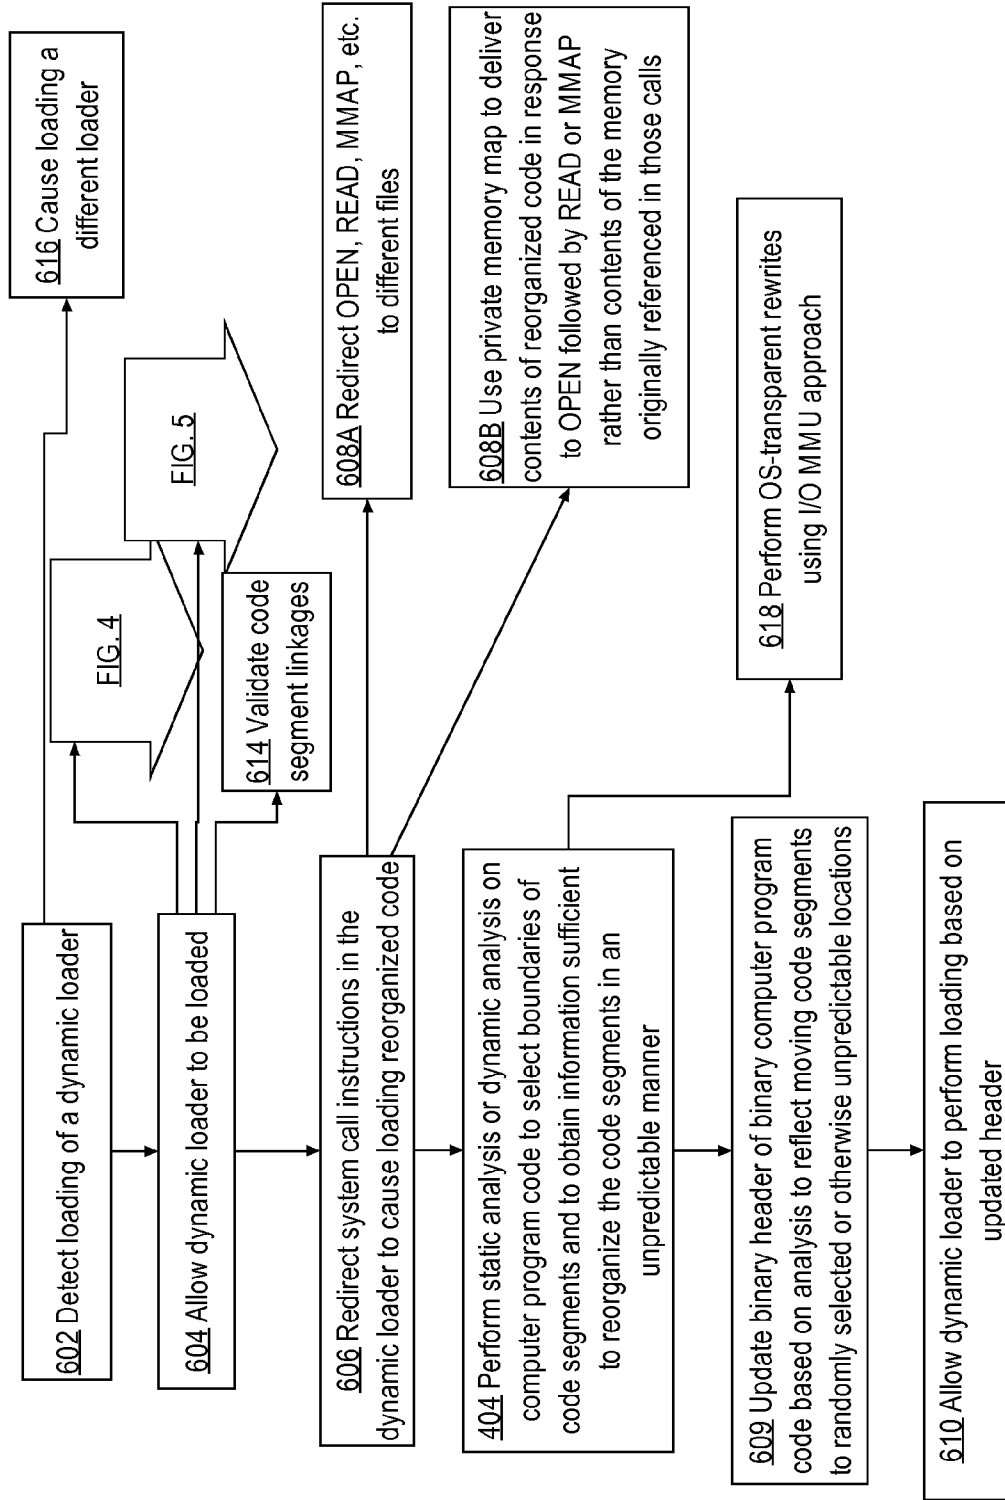 602 Detect loading of a dynamic loader
604 Allow dynamic loader to be loaded
606 Redirect system call instructions in the
dynamic loader to cause loading reorganized code
404 Perform static analysis or dynamic analysis on
computer program code to select boundaries of
code segments and to obtain information sufficient
to reorganize the code segments in an
unpredictable manner
609 Update binary header of binary computer program
code based on analysis to reflect moving code segments
to randomly selected or otherwise unpredictable locations
610 Allow dynamic loader to perform loading based on
updated header
616 Cause loading a
different loader
FIG. 4
FIG. 5
614 Validate code
segment linkages
608A Redirect OPEN, READ, MMAP, etc.
to different files
608B Use private memory map to deliver
contents of reorganized code in response
to OPEN followed by READ or MMAP
rather than contents of the memory
originally referenced in those calls
618 Perform OS-transparent rewrites
using I/O MMU approach